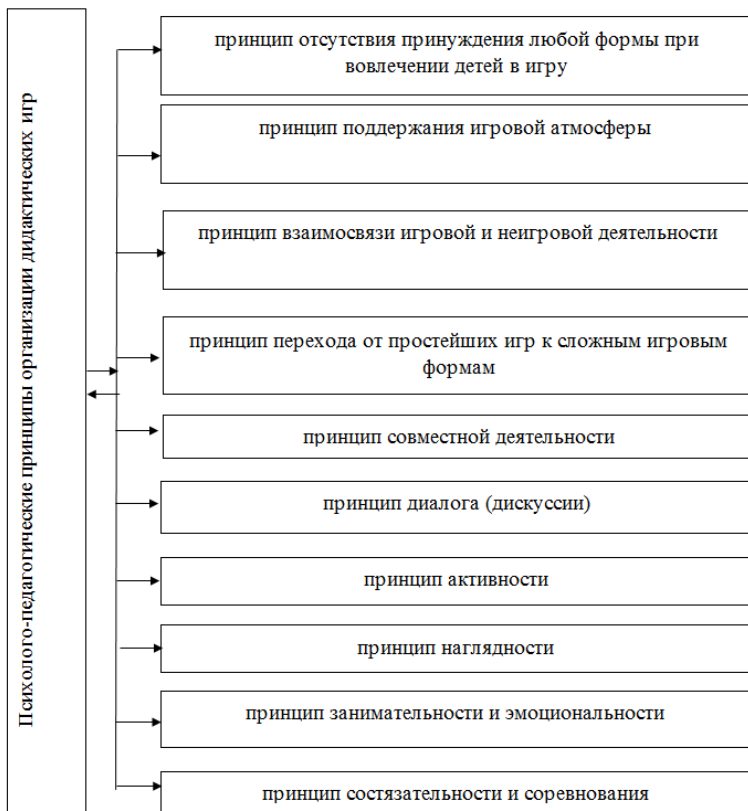 Психолого-педагогические принципы организации дидактических игр
принцип отсутствия принуждения любой формы при
вовлечении детей в игру
принцип поддержания игровой атмосферы
принцип взаимосвязи игровой и неигровой деятельности
принцип перехода от простейших игр к сложным игровым
формам
принцип совместной деятельности
принцип диалога (дискуссии)
принцип активности
принцип наглядности
принцип занимательности и эмоциональности
принцип состязательности и соревнования